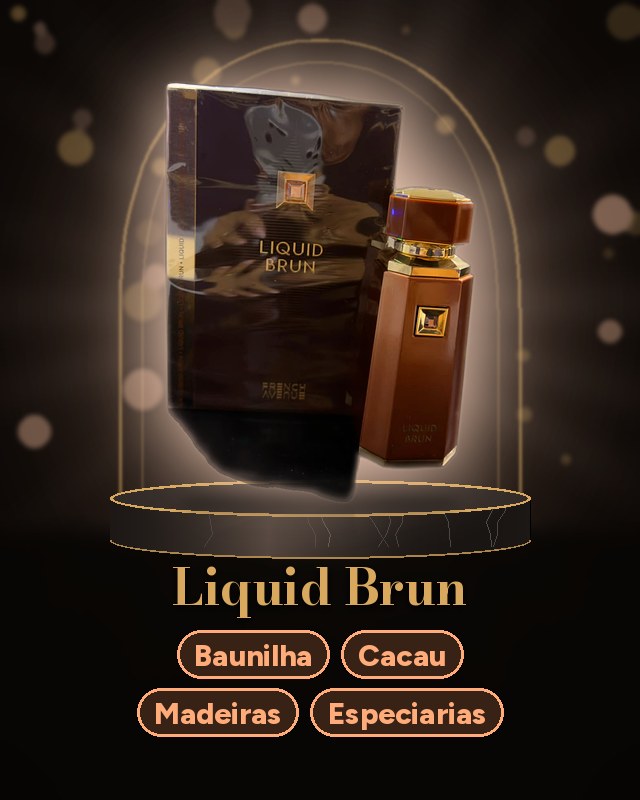 LIQUID
BRUN
FRENCH
AVENUE
LIQUID
BRUN
Liquid Brun
Baunilha
Cacau
Madeiras
Especiarias